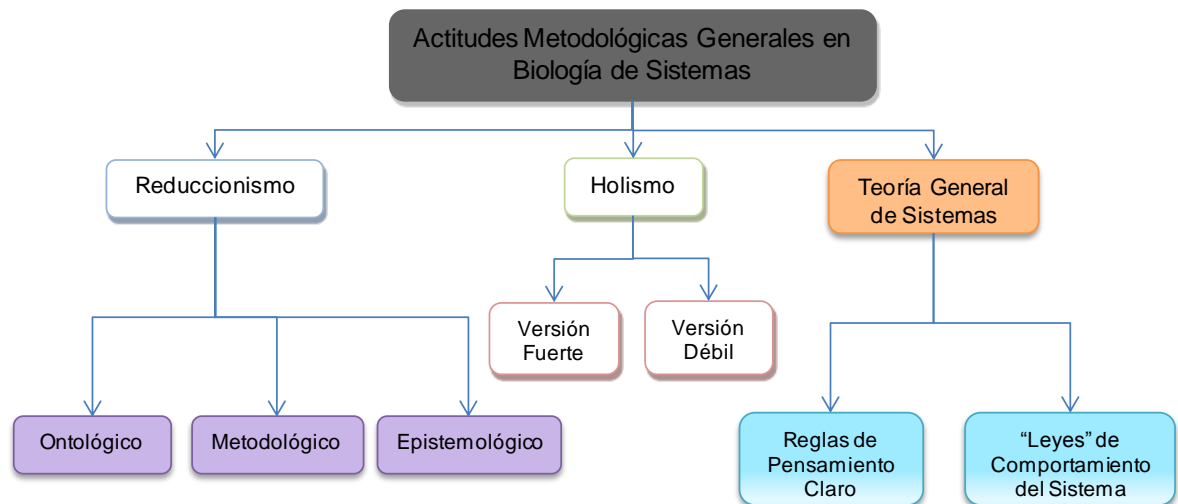 Actitudes Metodológicas Generales en
Biología de Sistemas
Reduccionismo
Holismo
Teoría General
de Sistemas
Versión
Fuerte
Versión
Débil
Ontológico
Metodológico
Epistemológico
Reglas de
Pensamiento
Claro
“Leyes” de
Comportamiento
del Sistema